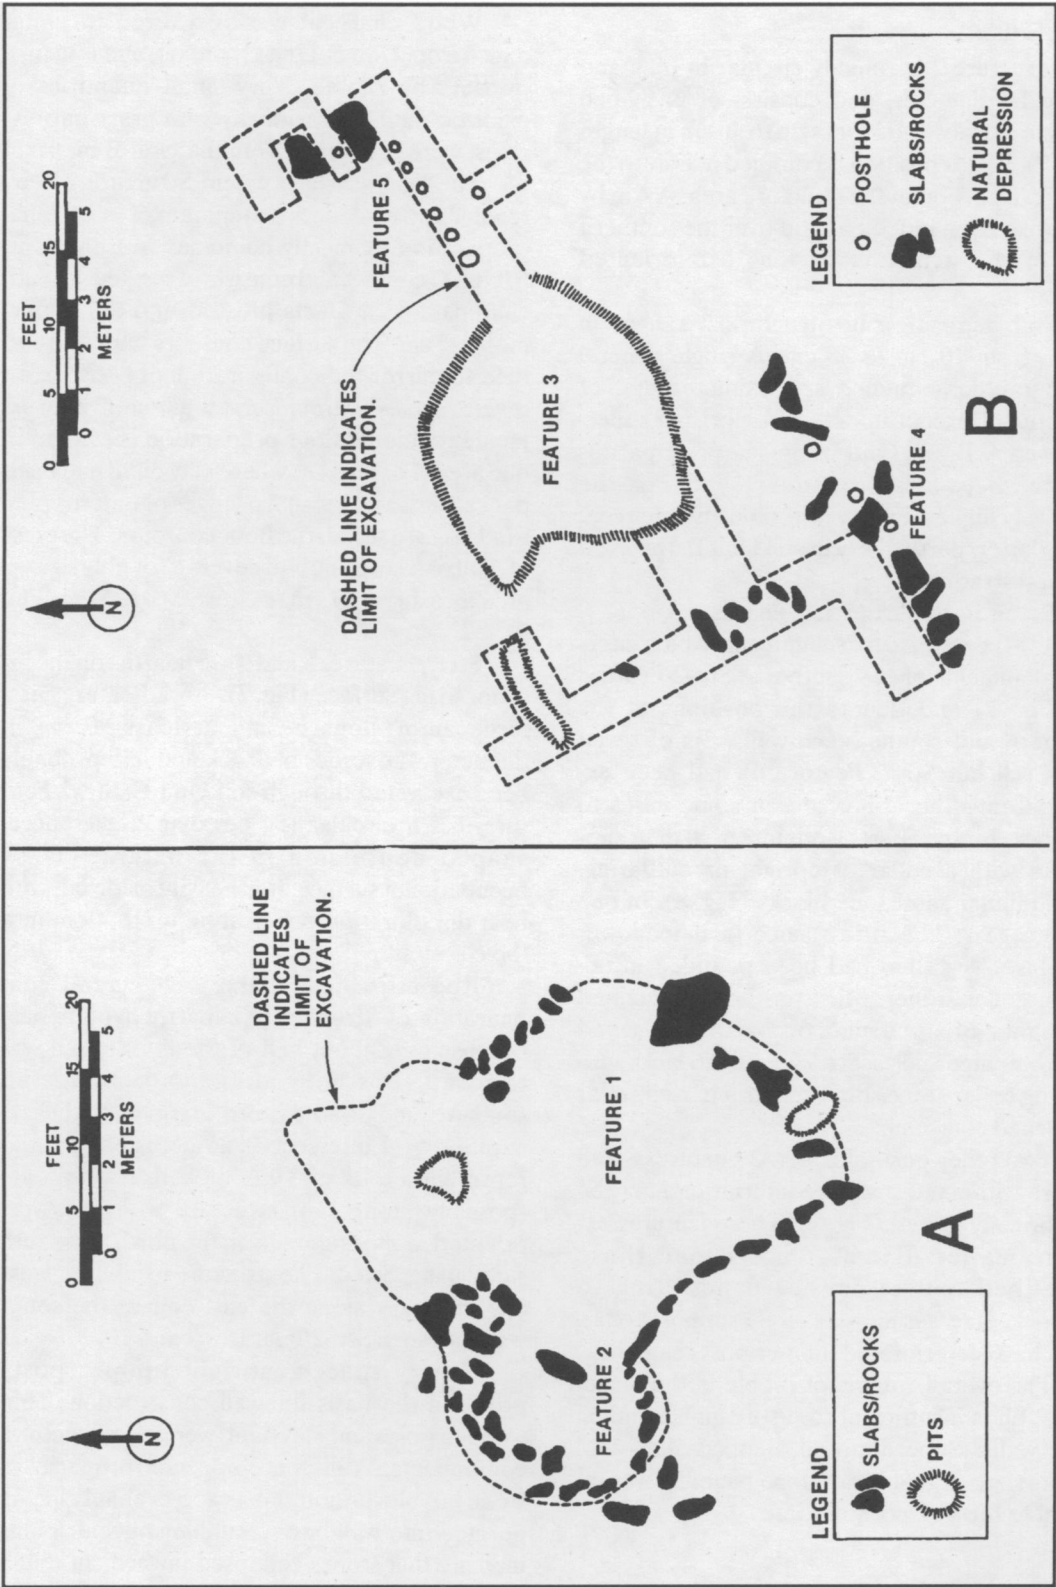 FEET
0 5 10 15 20
0 1 2 3 4 5
METERS
N
DASHED LINE
INDICATES
LIMIT OF
EXCAVATION.
FEATURE 1
FEATURE 2
A
LEGEND
SLABS/ROCKS
PITS
FEET
0 5 10 15 20
0 1 2 3 4 5
METERS
N
DASHED LINE INDICATES
LIMIT OF EXCAVATION.
FEATURE 5
FEATURE 3
FEATURE 4
B
LEGEND
POSTHOLE
SLABS/ROCKS
NATURAL
DEPRESSION